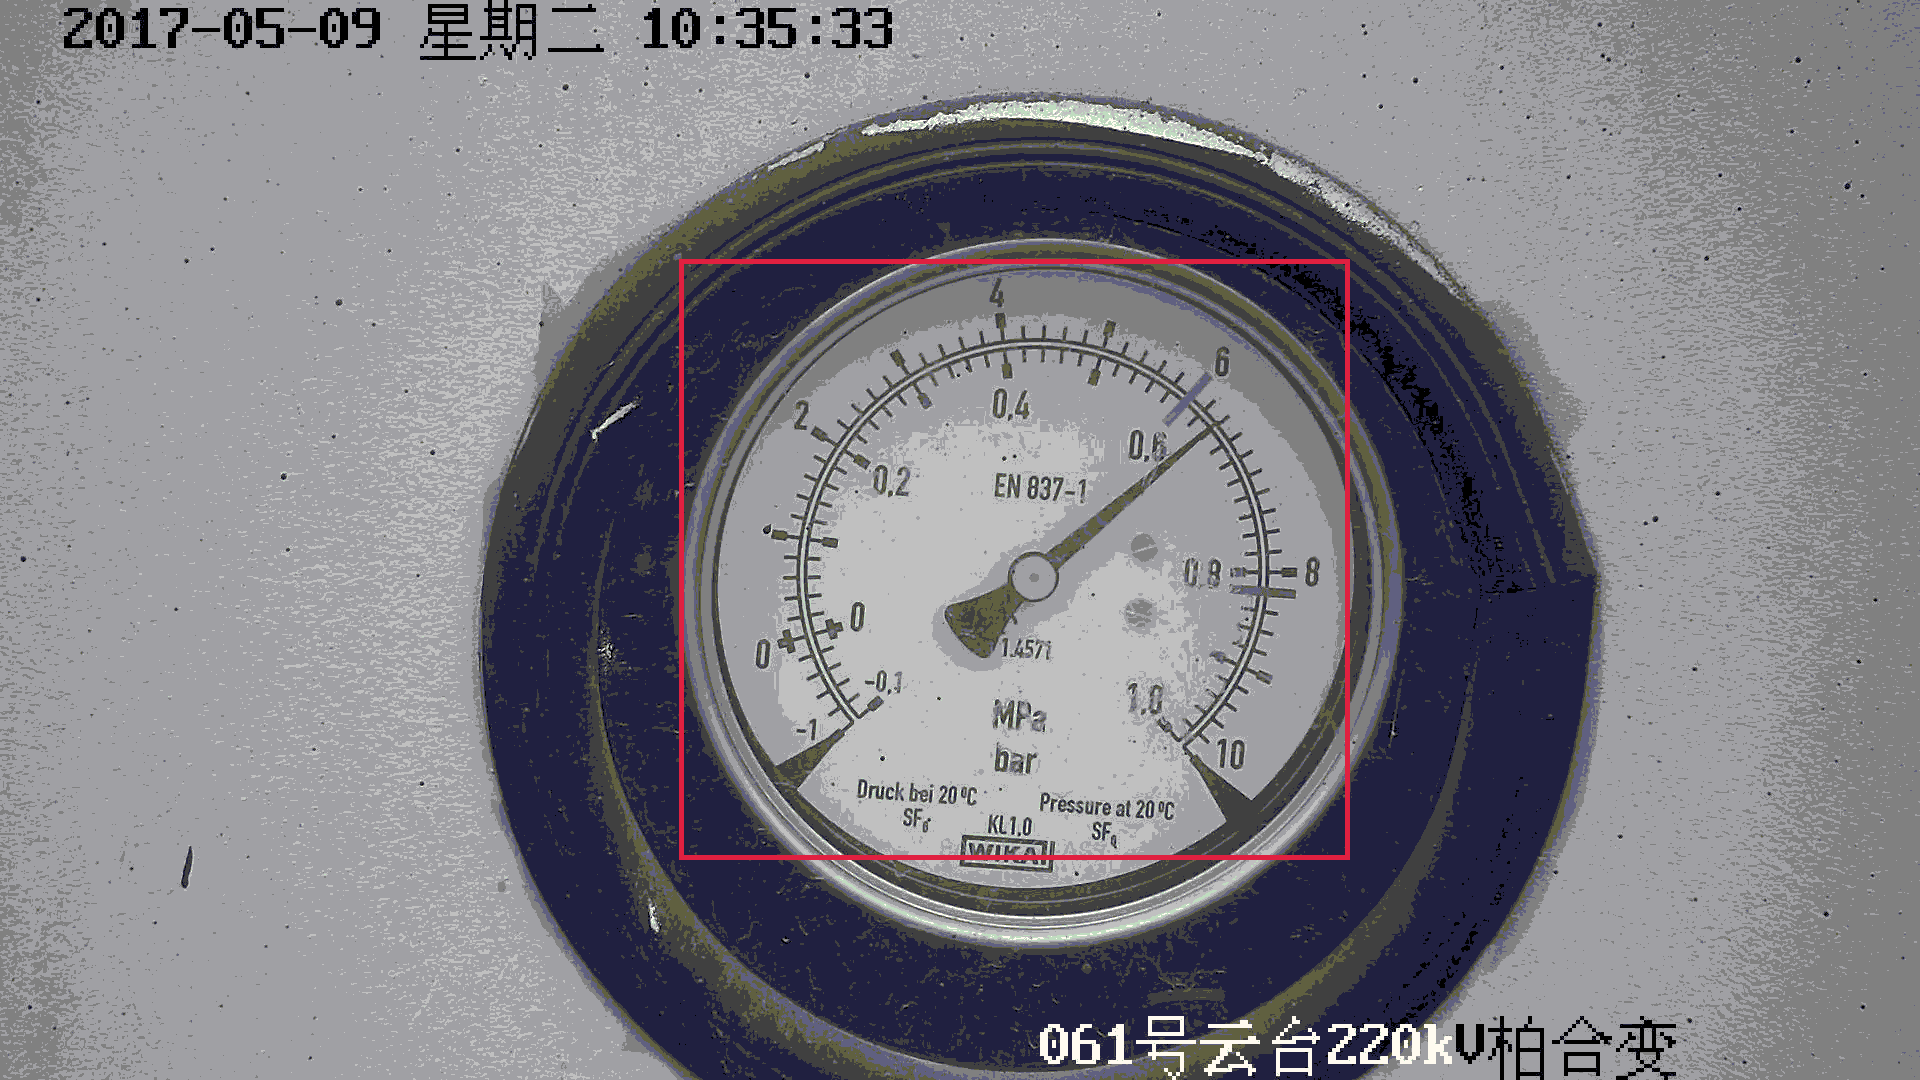 2017-05-09 星期二 10:35:33
4
6
2
0,4
0,6
0,2
EN 837-1
0,8
8
0
0
1.4571
-0,1
1,0
-1
MPa
10
bar
Druck bei 20ºC
Pressure at 20ºC
SF6
KL1.0
SF6
WIKAI
061号云台220kV柏合变